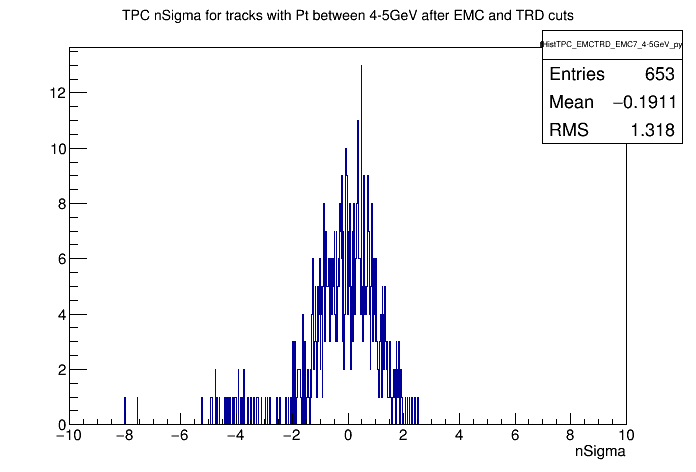 TPC nSigma for tracks with Pt between 4-5GeV after EMC and TRD cuts
HistTPC_EMCTRD_EMC7_4-5GeV_py
Entries 653
Mean −0.1911
RMS 1.318
12
10
8
6
4
2
0
−10 −8 −6 −4 −2 0 2 4 6 8 10
nSigma